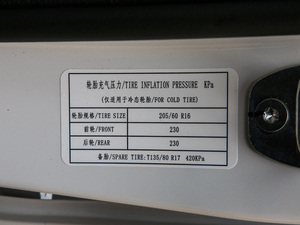 轮胎充气压力/TIRE INFLATION PRESSURE KPa
(仅适用于冷态轮胎/FOR COLD TIRE)
轮胎规格/TIRE SIZE 205/60 R16
前轮/FRONT 230
后轮/REAR 230
备胎/SPARE TIRE:T135/80 R17 420KPa